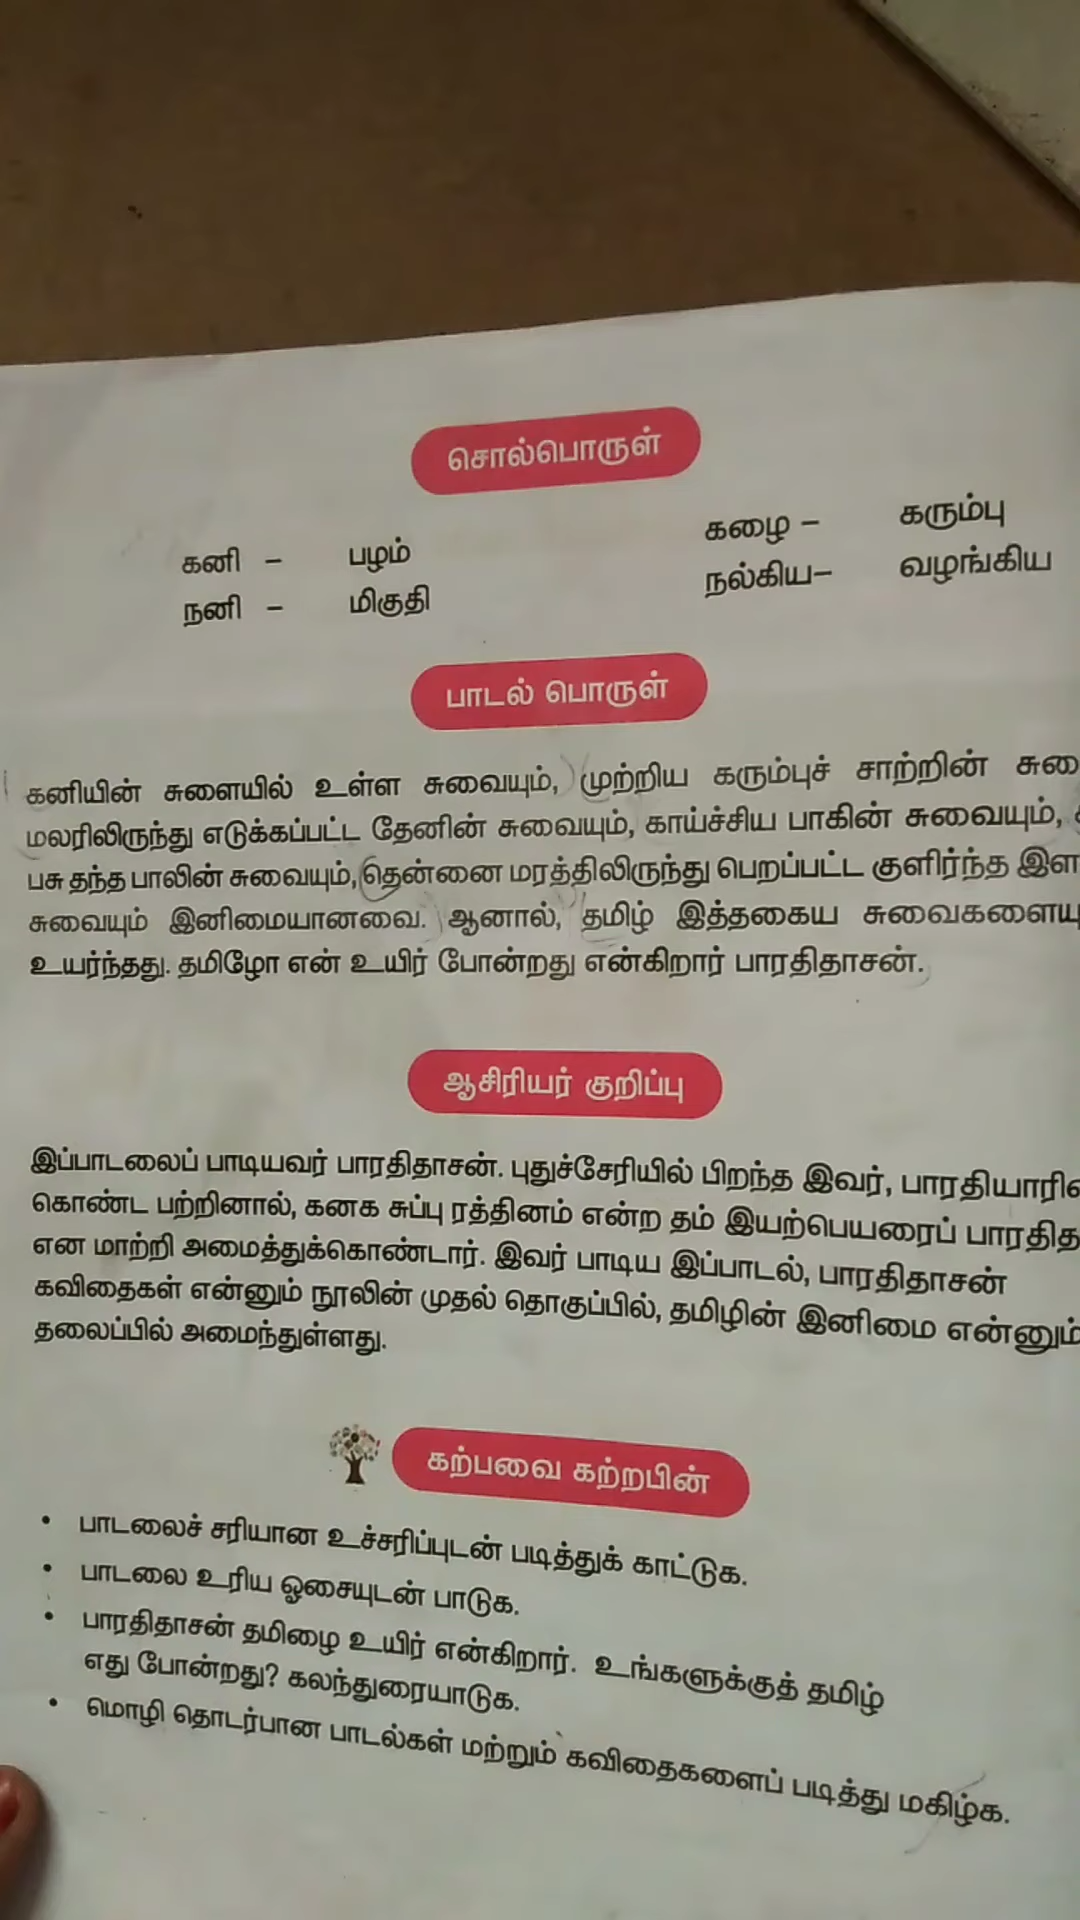 சொல்பொருள்
கனி – பழம்
நனி – மிகுதி
கழை – கரும்பு
நல்கிய– வழங்கிய
பாடல் பொருள்
கனியின் சுளையில் உள்ள சுவையும், முற்றிய கரும்புச் சாற்றின்
மலரிலிருந்து எடுக்கப்பட்ட தேனின் சுவையும், காய்ச்சிய பாகின் சுவையும்,
பசு தந்த பாலின் சுவையும், தென்னை மரத்திலிருந்து பெறப்பட்ட குளிர்ந்த
சுவையும் இனிமையானவை. ஆனால், தமிழ் இத்தகைய
உயர்ந்தது. தமிழோ என் உயிர் போன்றது என்கிறார் பாரதிதாசன்.
ஆசிரியர் குறிப்பு
இப்பாடலைப் பாடியவர் பாரதிதாசன். புதுச்சேரியில் பிறந்த இவர்,
கொண்ட பற்றினால், கனக சுப்பு ரத்தினம் என்ற தம் இயற்பெயரைப்
என மாற்றி அமைத்துக்கொண்டார். இவர் பாடிய இப்பாடல், பாரதிதாசன்
கவிதைகள் என்னும் நூலின் முதல் தொகுப்பில், தமிழின் இனிமை என்னும்
தலைப்பில் அமைந்துள்ளது.
கற்பவை கற்றபின்
• பாடலைச் சரியான உச்சரிப்புடன் படித்துக் காட்டுக.
• பாடலை உரிய ஓசையுடன் பாடுக.
• பாரதிதாசன் தமிழை உயிர் என்கிறார். உங்களுக்குத் தமிழ்
எது போன்றது? கலந்துரையாடுக.
• மொழி தொடர்பான பாடல்கள் மற்றும் கவிதைகளைப் படித்து மகிழ்க.